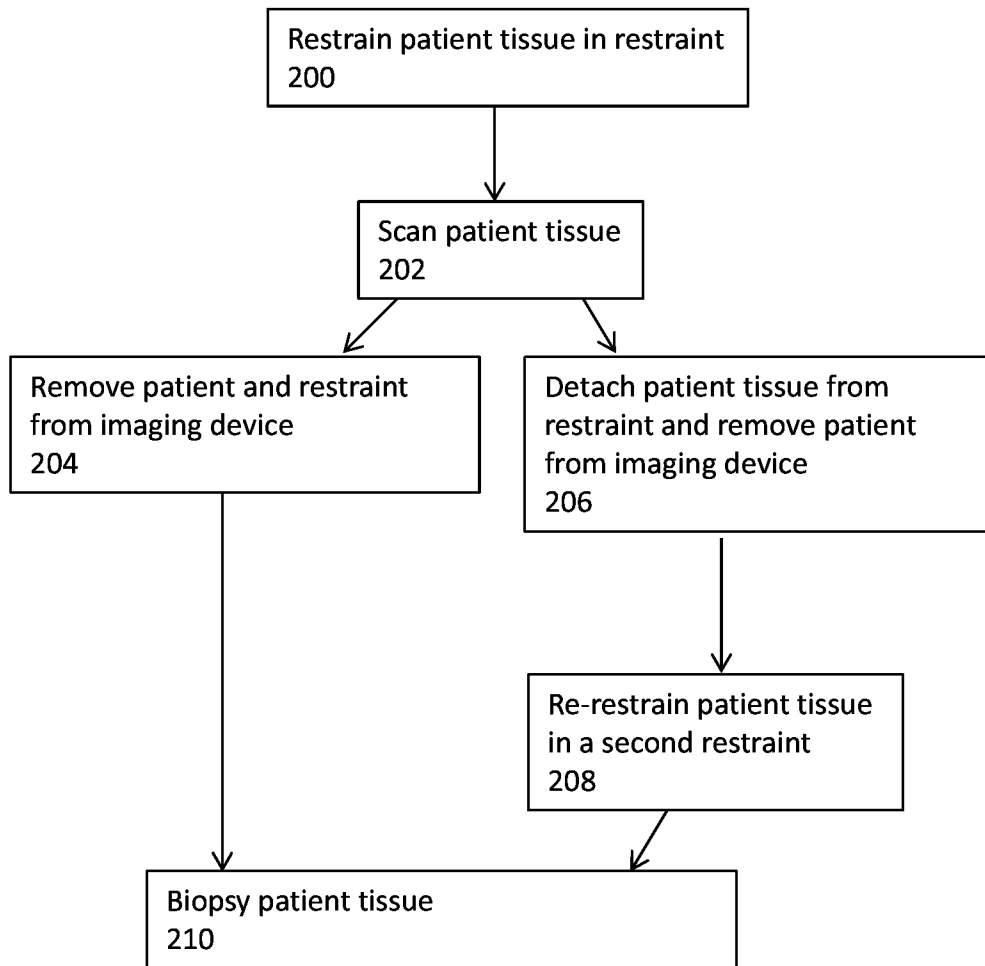 Restrain patient tissue in restraint
200
Scan patient tissue
202
Remove patient and restraint
from imaging device
204
Detach patient tissue from
restraint and remove patient
from imaging device
206
Re-restrain patient tissue
in a second restraint
208
Biopsy patient tissue
210